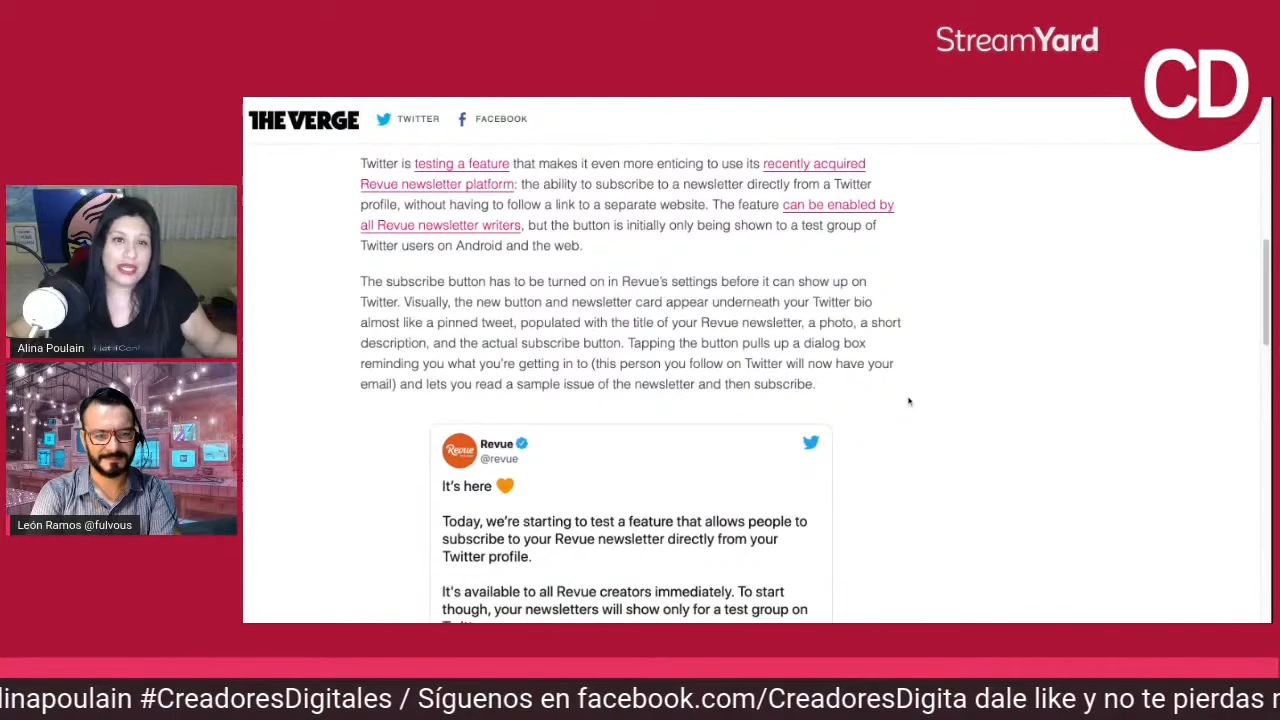 StreamYard
CD
THE VERGE TWITTER FACEBOOK
Twitter is testing a feature that makes it even more enticing to use its recently acquired
Revue newsletter platform: the ability to subscribe to a newsletter directly from a Twitter
profile, without having to follow a link to a separate website. The feature can be enabled by
all Revue newsletter writers, but the button is initially only being shown to a test group of
Twitter users on Android and the web.
The subscribe button has to be turned on in Revue’s settings before it can show up on
Twitter. Visually, the new button and newsletter card appear underneath your Twitter bio
almost like a pinned tweet, populated with the title of your Revue newsletter, a photo, a short
description, and the actual subscribe button. Tapping the button pulls up a dialog box
reminding you what you’re getting in to (this person you follow on Twitter will now have your
email) and lets you read a sample issue of the newsletter and then subscribe.
Revue
Revue
@revue
It’s here 🧡
Today, we’re starting to test a feature that allows people to
subscribe to your Revue newsletter directly from your
Twitter profile.
It's available to all Revue creators immediately. To start
though, your newsletters will show only for a test group on
Alina Poulain
León Ramos @fulvous
linapoulain #CreadoresDigitales / Síguenos en facebook.com/CreadoresDigita dale like y no te pierdas